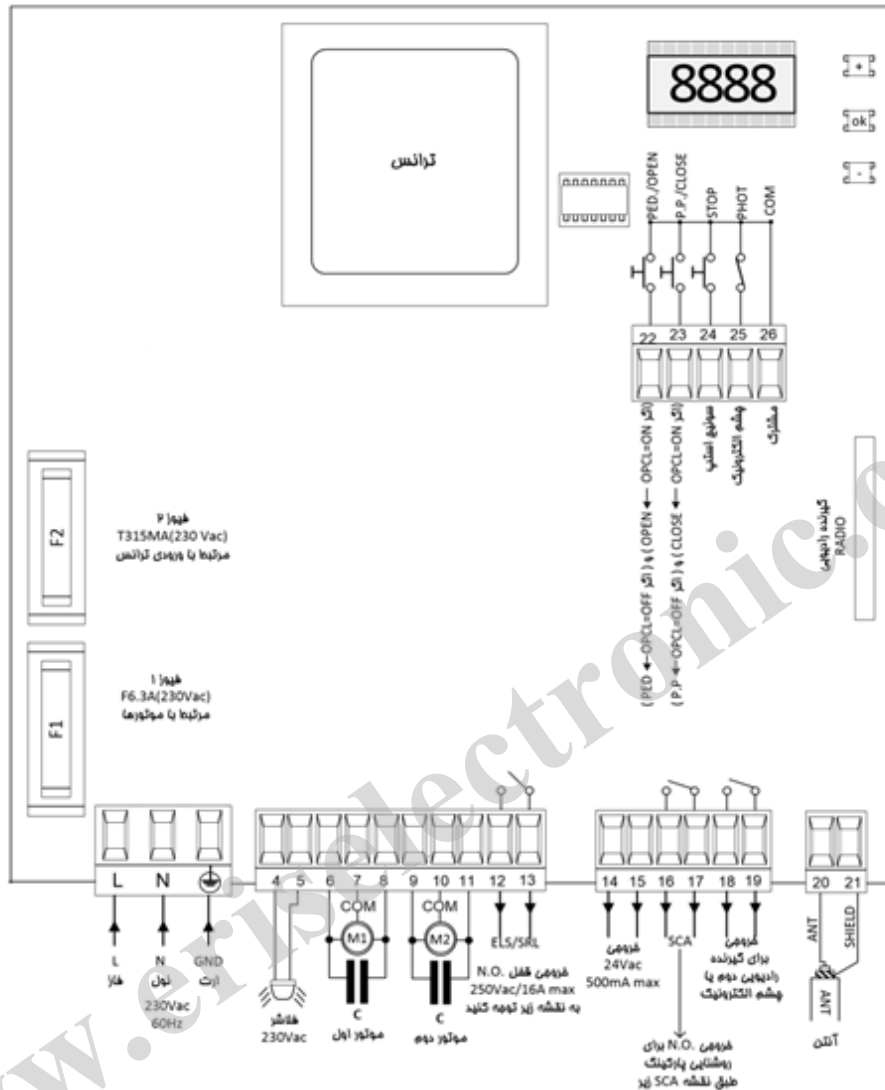 8888
+
ok
-
ترانس
PED./OPEN
P.P./CLOSE
STOP
PHOT
COM
22 23 24 25 26
(اگر OPCL=ON ← OPEN ) و ( اگر OPCL=OFF ← PED )
(اگر OPCL=ON ← CLOSE ) و ( اگر OPCL=OFF ← P.P )
سوئیچ استپ
چشم الکترونیک
مشترک
گیرنده رادیویی
RADIO
F2
فیوز ۲
T315MA(230 Vac)
مرتبط با ورودی ترانس
F1
فیوز ۱
F6.3A(230Vac)
مرتبط با موتورها
L N
4 5 6 7 8 9 10 11 12 13
14 15 16 17 18 19
20 21
L
فاز
N
نول
GND
ارت
230Vac
60Hz
فلاشر
230Vac
COM
M1
C
موتور اول
COM
M2
C
موتور دوم
ELS/SRL
خروجی قفل N.O.
250Vac/16A max
به نقشه زیر توجه کنید
خروجی
24Vac
500mA max
SCA
خروجی N.O. برای
روشنایی پارکینگ
طبق نقشه SCA زیر
خروجی
برای گیرنده
رادیویی دوم یا
چشم الکترونیک
ANT
SHIELD
ANT
آنتن
www.eriselectronic.c